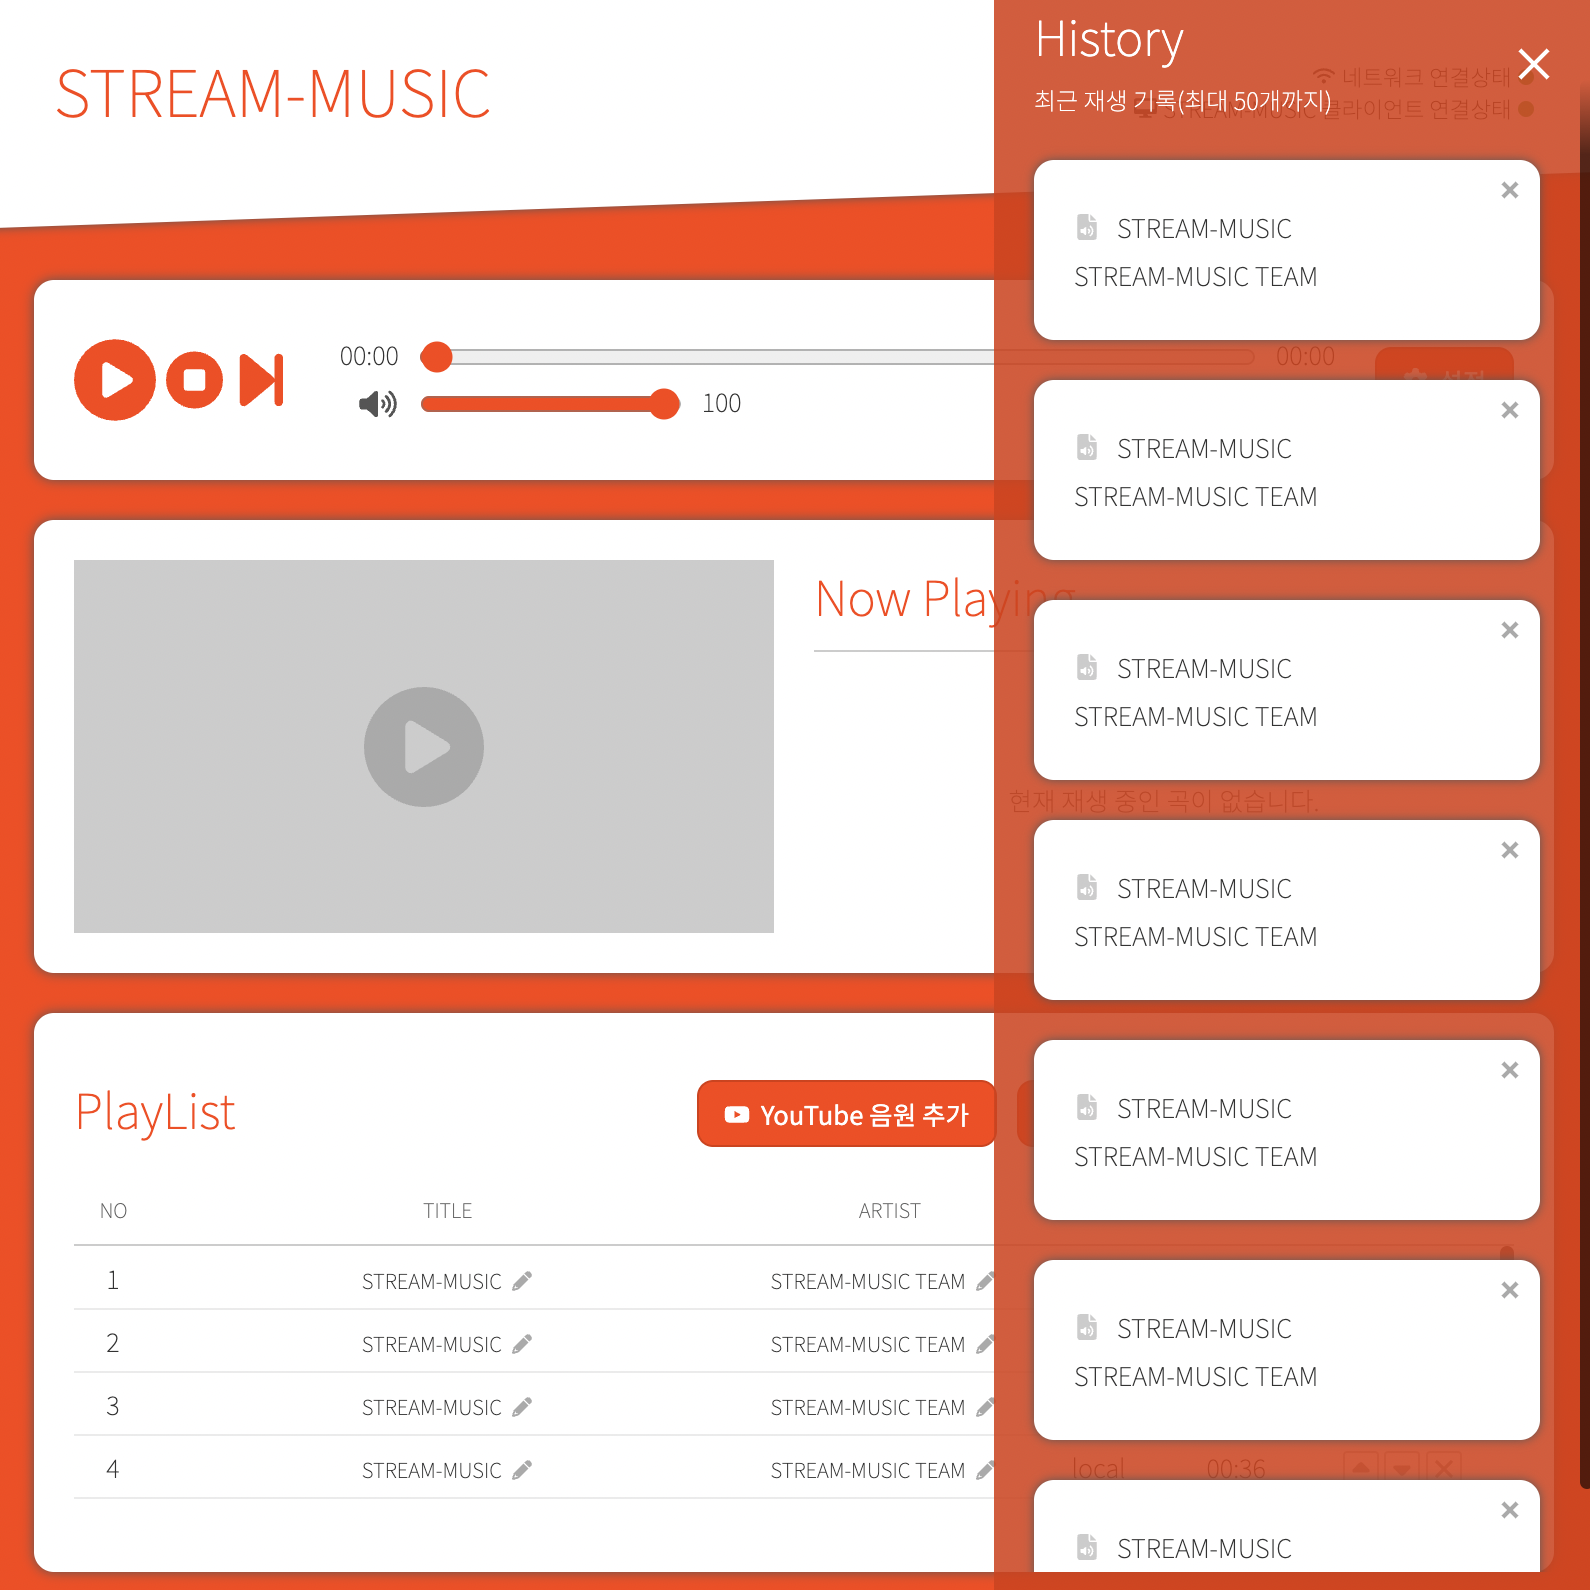 STREAM-MUSIC
History
네트워크 연결상태
최근 재생 기록(최대 50개까지)
STREAM-MUSIC 클라이언트 연결상태
STREAM-MUSIC
STREAM-MUSIC TEAM
00:00
00:00
설정
100
STREAM-MUSIC
STREAM-MUSIC TEAM
Now Playing
STREAM-MUSIC
STREAM-MUSIC TEAM
현재 재생 중인 곡이 없습니다.
STREAM-MUSIC
STREAM-MUSIC TEAM
PlayList
YouTube 음원 추가
STREAM-MUSIC
STREAM-MUSIC TEAM
NO TITLE ARTIST
1 STREAM-MUSIC STREAM-MUSIC TEAM
2 STREAM-MUSIC STREAM-MUSIC TEAM
3 STREAM-MUSIC STREAM-MUSIC TEAM
4 STREAM-MUSIC STREAM-MUSIC TEAM local 00:36
STREAM-MUSIC
STREAM-MUSIC TEAM
STREAM-MUSIC